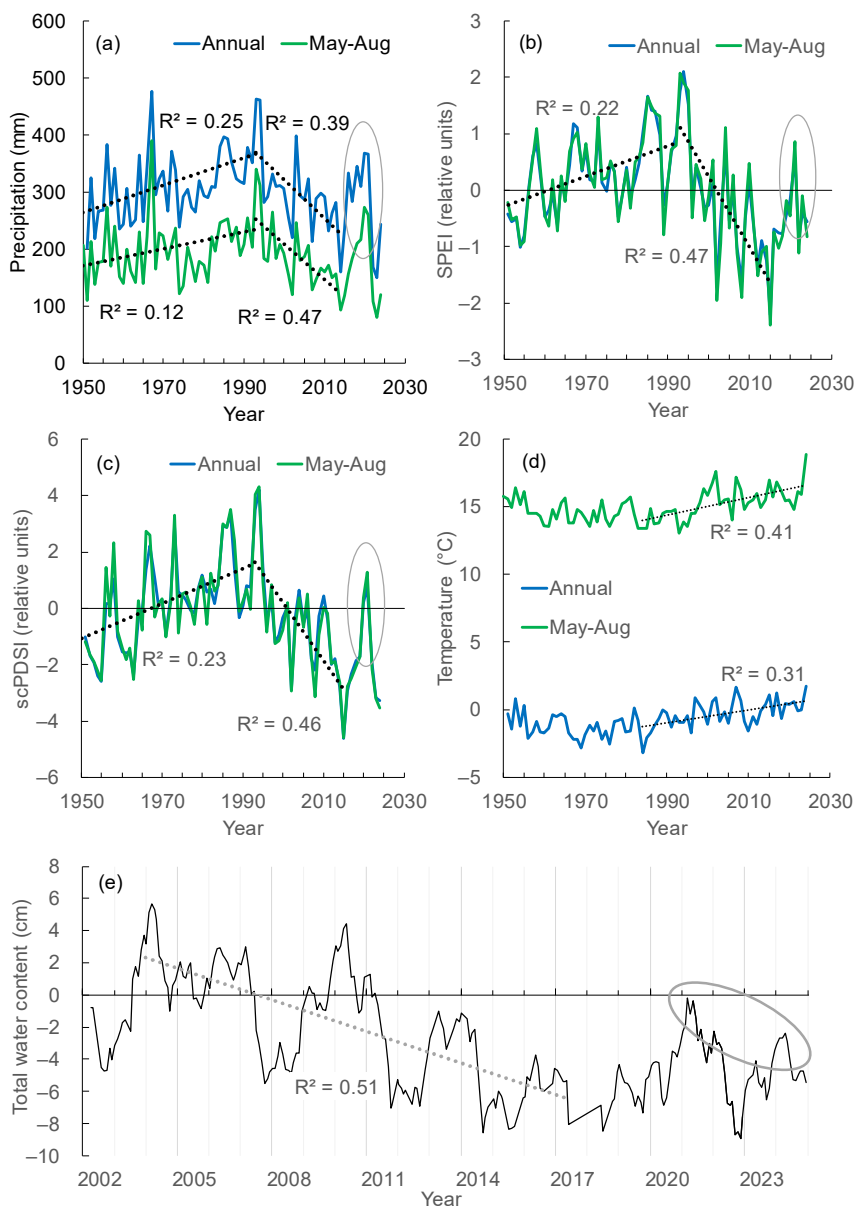 (a)
Annual
May-Aug
600
500
400
300
200
100
0
Precipitation (mm)
R² = 0.25
R² = 0.39
R² = 0.12
R² = 0.47
1950
1970
1990
2010
2030
Year
(b)
Annual
May-Aug
3
2
1
0
−1
−2
−3
SPEI (relative units)
R² = 0.22
R² = 0.47
1950
1970
1990
2010
2030
Year
(c)
Annual
May-Aug
6
4
2
0
−2
−4
−6
scPDSI (relative units)
R² = 0.23
R² = 0.46
1950
1970
1990
2010
2030
Year
(d)
20
15
10
5
0
−5
Temperature (°C)
R² = 0.41
Annual
May-Aug
R² = 0.31
1950
1970
1990
2010
2030
Year
(e)
8
6
4
2
0
−2
−4
−6
−8
−10
Total water content (cm)
R² = 0.51
2002
2005
2008
2011
2014
2017
2020
2023
Year